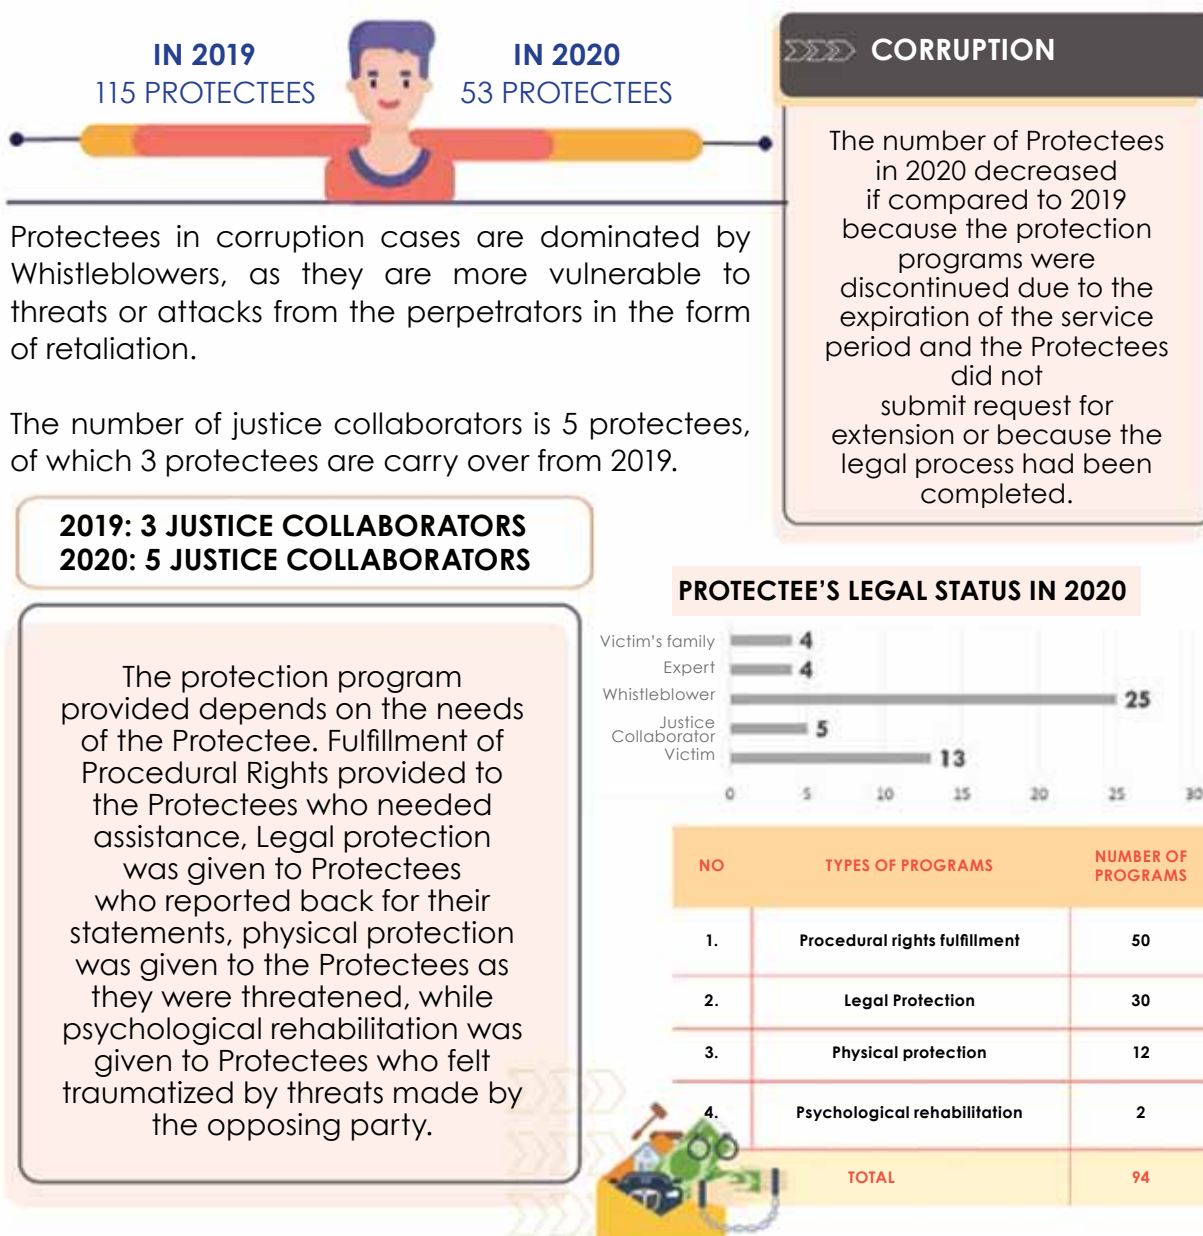 IN 2019
115 PROTECTEES
IN 2020
53 PROTECTEES
CORRUPTION
The number of Protectees
in 2020 decreased
if compared to 2019
because the protection
programs were
discontinued due to the
expiration of the service
period and the Protectees
did not
submit request for
extension or because the
legal process had been
completed.
Protectees in corruption cases are dominated by
Whistleblowers, as they are more vulnerable to
threats or attacks from the perpetrators in the form
of retaliation.
The number of justice collaborators is 5 protectees,
of which 3 protectees are carry over from 2019.
2019: 3 JUSTICE COLLABORATORS
2020: 5 JUSTICE COLLABORATORS
The protection program
provided depends on the needs
of the Protectee. Fulfillment of
Procedural Rights provided to
the Protectees who needed
assistance, Legal protection
was given to Protectees
who reported back for their
statements, physical protection
was given to the Protectees as
they were threatened, while
psychological rehabilitation was
given to Protectees who felt
traumatized by threats made by
the opposing party.
PROTECTEE'S LEGAL STATUS IN 2020
Victim's family 4
Expert 4
Whistleblower 25
Justice
Collaborator 5
Victim 13
0 5 10 15 20 25 30
NO TYPES OF PROGRAMS NUMBER OF
PROGRAMS
1. Procedural rights fulfillment 50
2. Legal Protection 30
3. Physical protection 12
4. Psychological rehabilitation 2
TOTAL 94